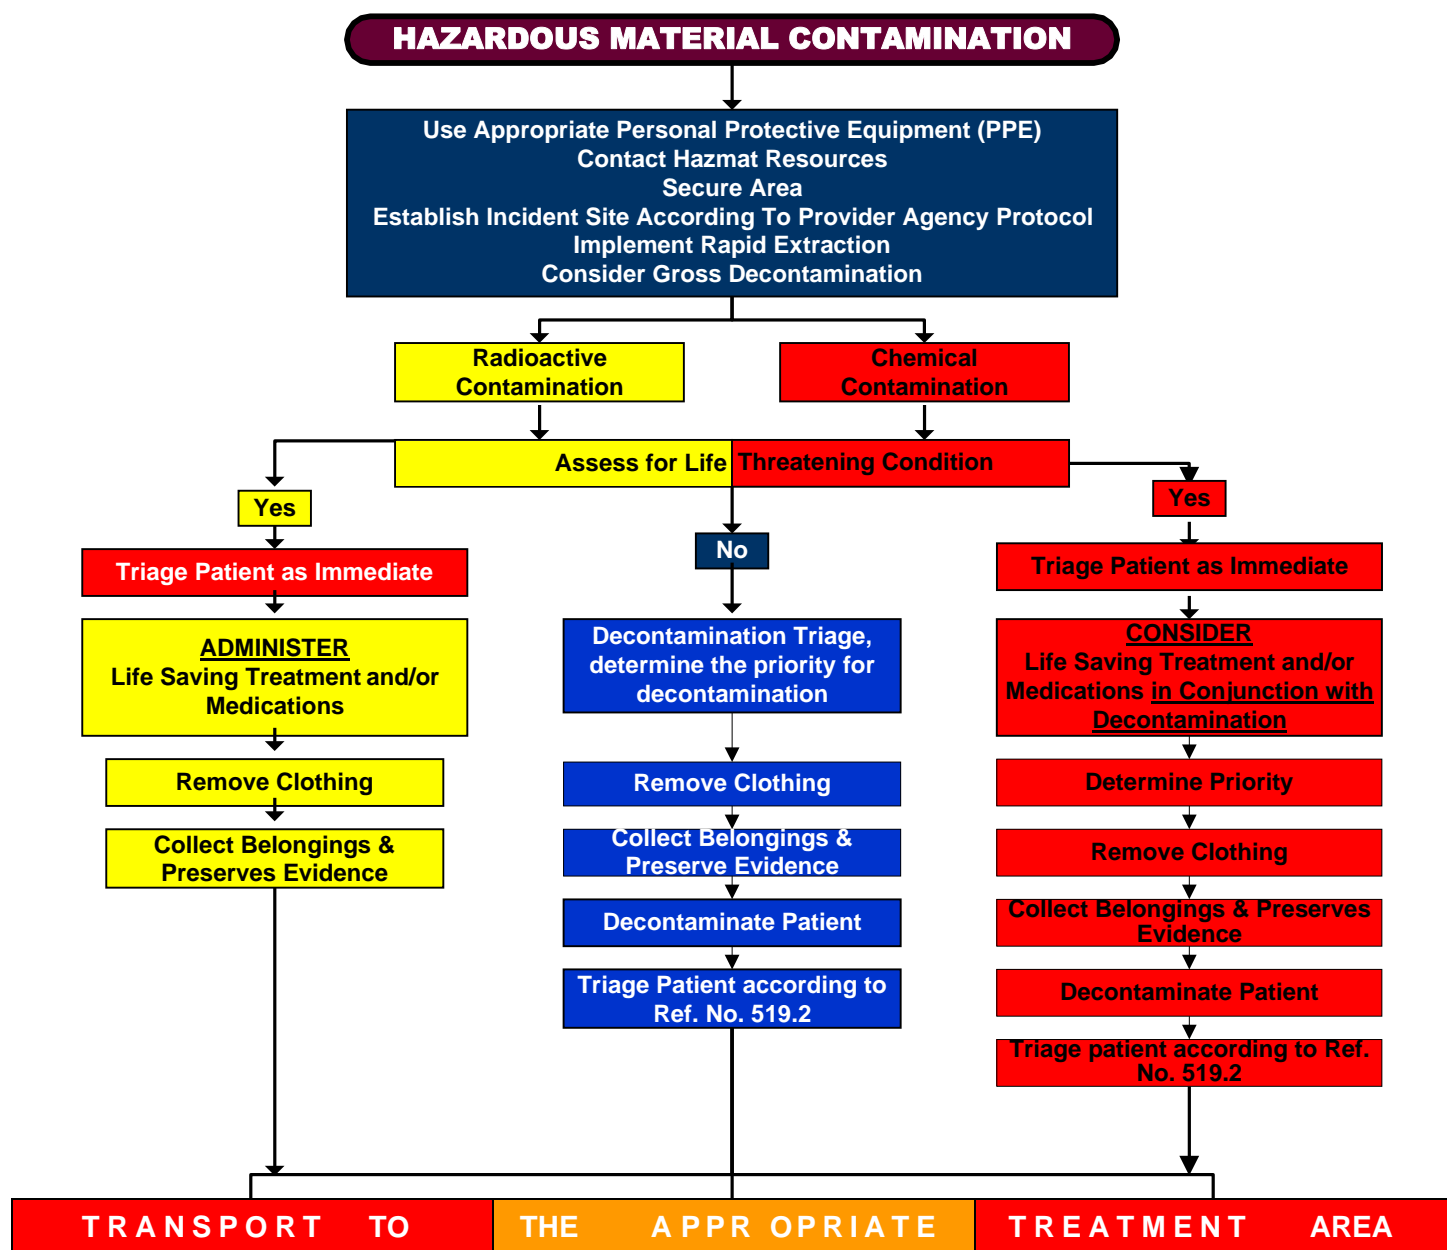 HAZARDOUS MATERIAL CONTAMINATION
Use Appropriate Personal Protective Equipment (PPE)
Contact Hazmat Resources
Secure Area
Establish Incident Site According To Provider Agency Protocol
Implement Rapid Extraction
Consider Gross Decontamination
Radioactive
Contamination
Chemical
Contamination
Assess for Life Threatening Condition
Yes
No
Yes
Triage Patient as Immediate
ADMINISTER
Life Saving Treatment and/or
Medications
Remove Clothing
Collect Belongings &
Preserves Evidence
Decontamination Triage,
determine the priority for
decontamination
Remove Clothing
Collect Belongings &
Preserve Evidence
Decontaminate Patient
Triage Patient according to
Ref. No. 519.2
Triage Patient as Immediate
CONSIDER
Life Saving Treatment and/or
Medications in Conjunction with
Decontamination
Determine Priority
Remove Clothing
Collect Belongings & Preserves
Evidence
Decontaminate Patient
Triage patient according to Ref.
No. 519.2
TRANSPORT TO THE APPR OPRIATE TREATMENT AREA